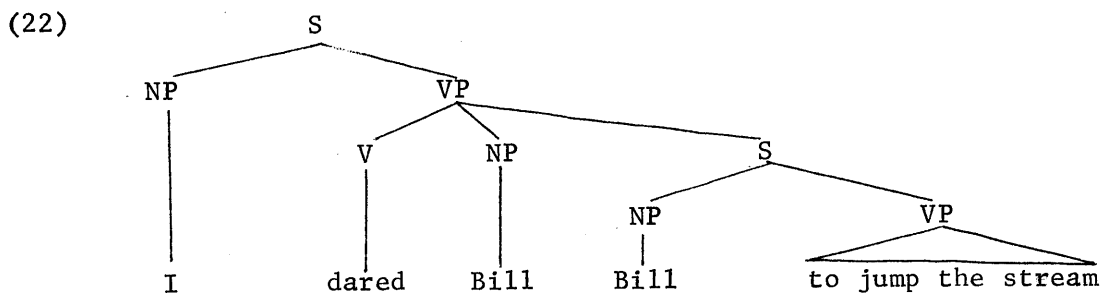 (22) S
NP VP
V NP S
NP VP
I dared Bill Bill to jump the stream